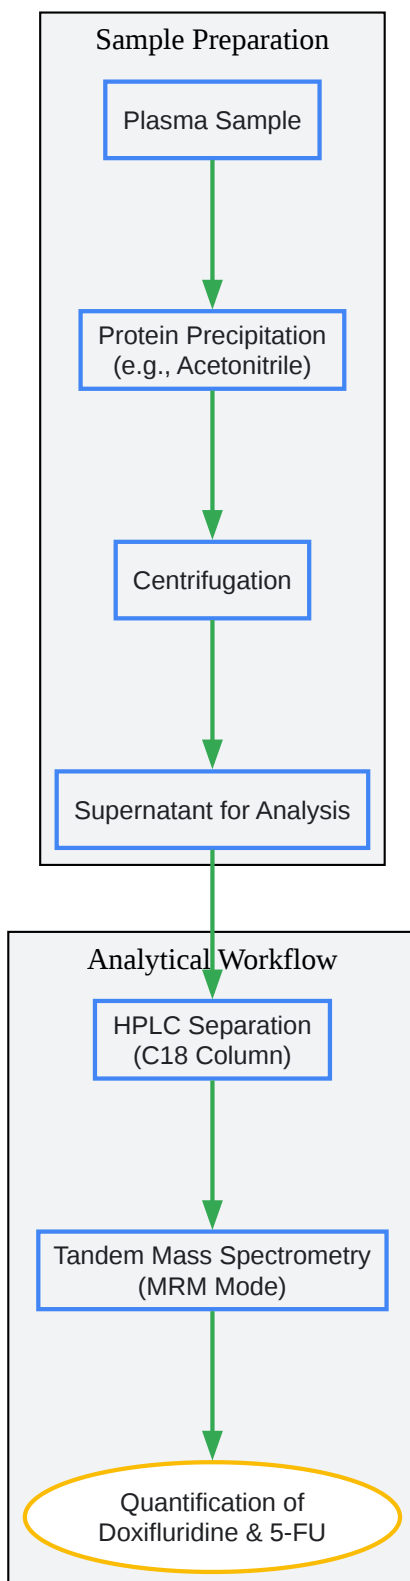 Sample Preparation
Plasma Sample
Protein Precipitation
(e.g., Acetonitrile)
Centrifugation
Supernatant for Analysis
Analytical Workflow
HPLC Separation
(C18 Column)
Tandem Mass Spectrometry
(MRM Mode)
Quantification of
Doxifluridine & 5-FU